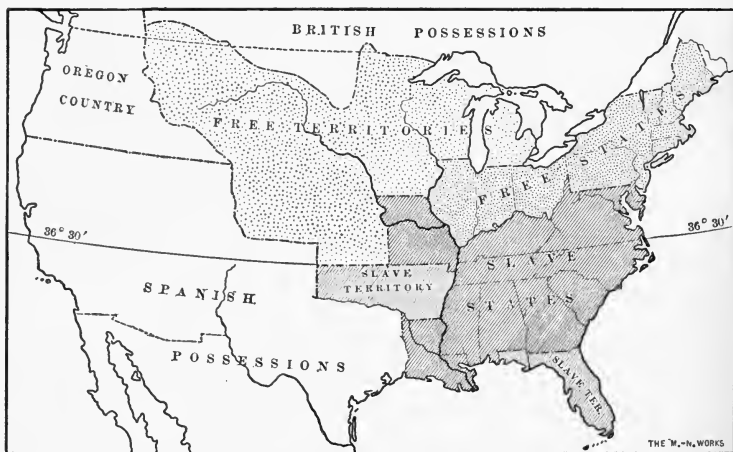 BRITISH POSSESSIONS
OREGON
COUNTRY
FREE TERRITORIES
FREE STATES
36° 30′
36° 30′
SLAVE
TERRITORY
SLAVE
STATES
SPANISH
POSSESSIONS
SLAVE TER.
THE M.-N. WORKS